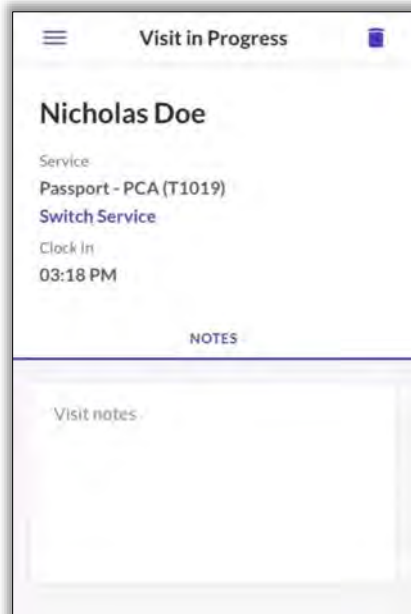 Visit in Progress
Nicholas Doe
Service
Passport - PCA (T1019)
Switch Service
Clock in
03:18 PM
NOTES
Visit notes